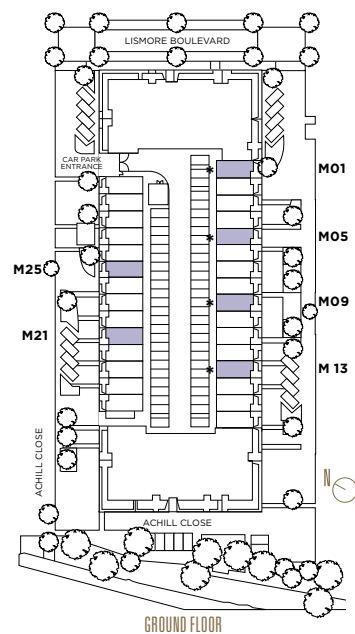 LISMORE BOULEVARD
CAR PARK
ENTRANCE
M01
*
M05
*
M25
M09
*
M21
M 13
*
ACHILL CLOSE
N
ACHILL CLOSE
GROUND FLOOR